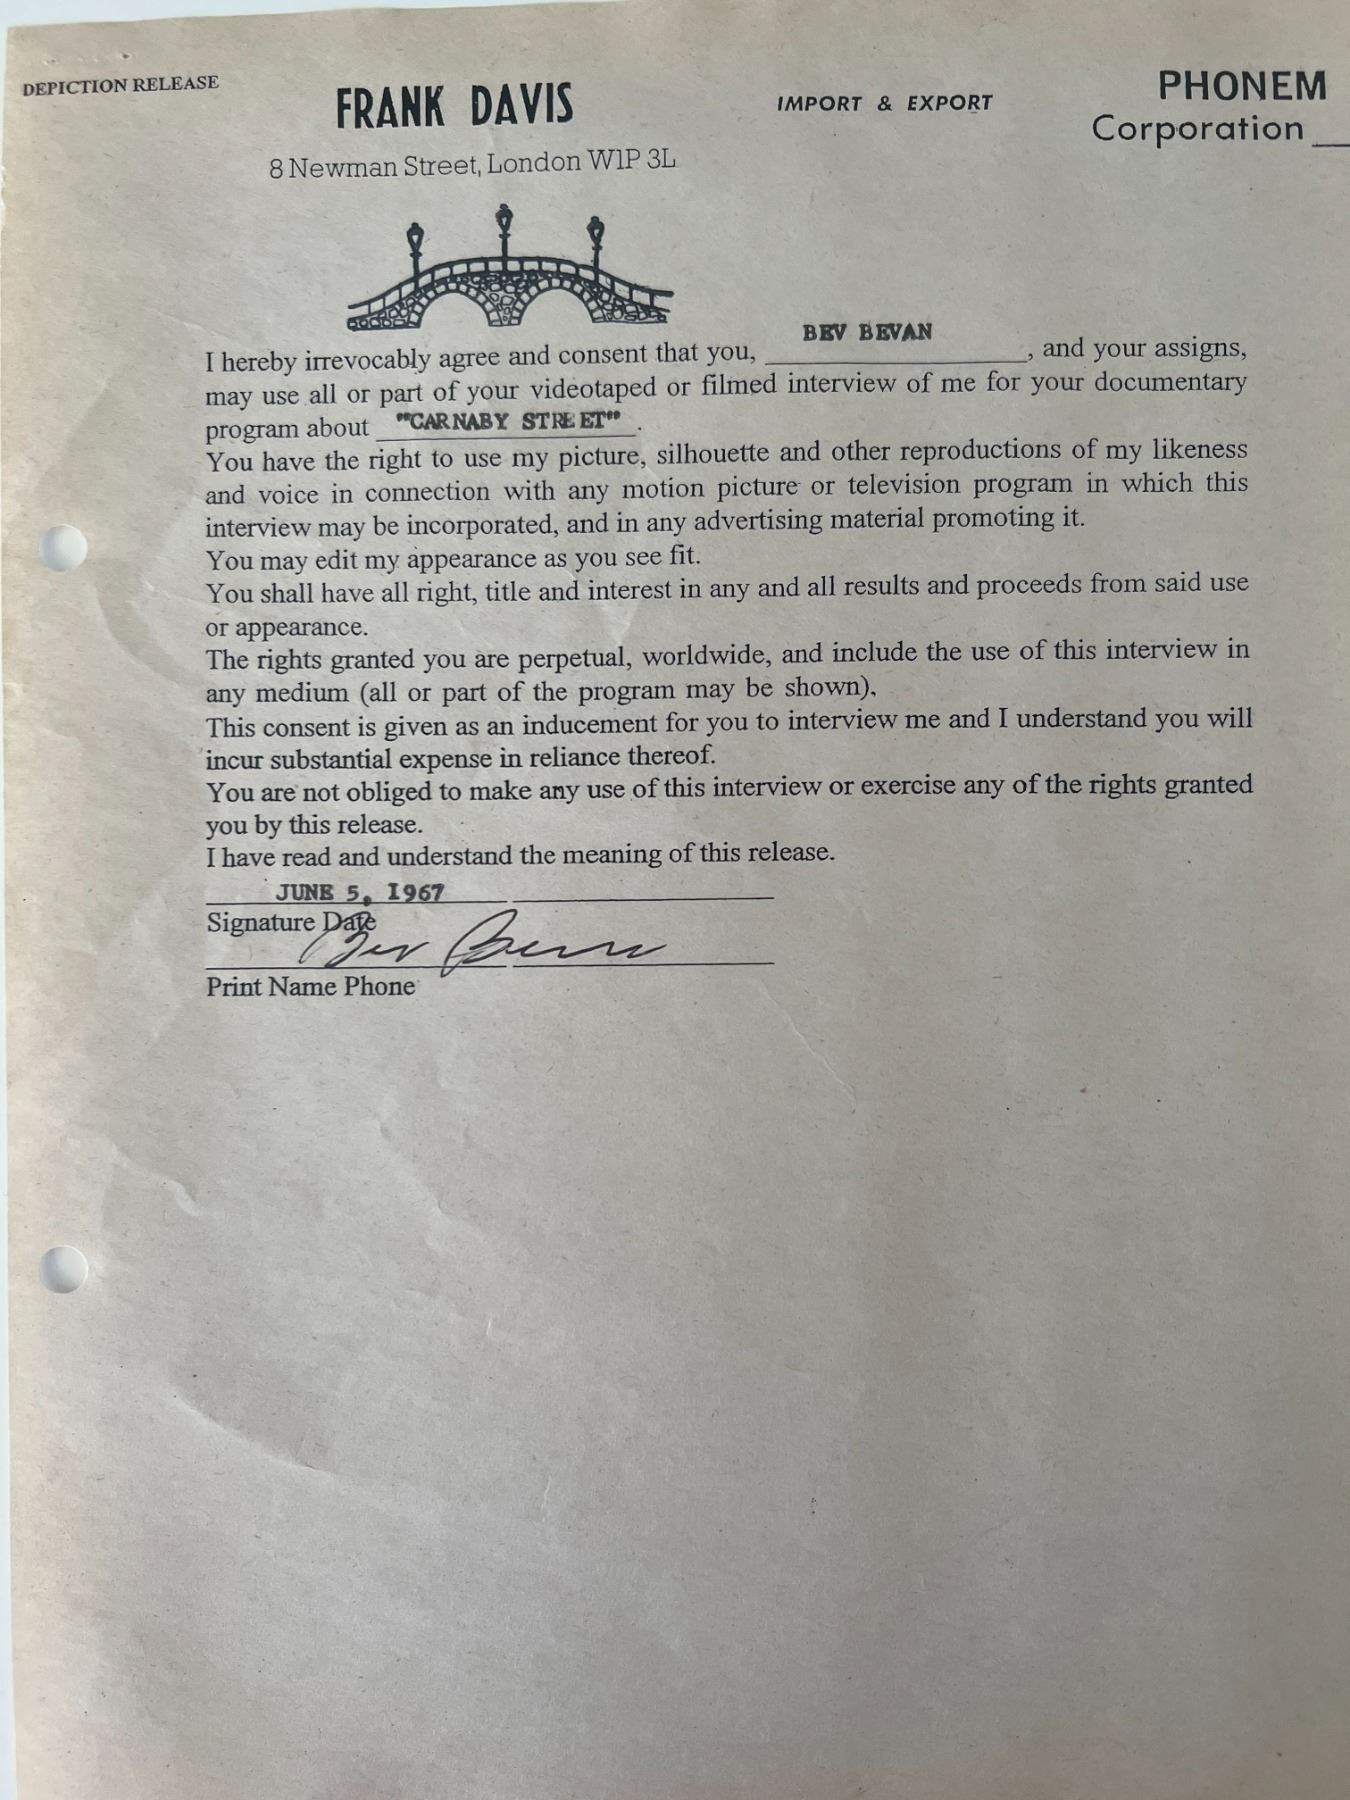 DEPICTION RELEASE
FRANK DAVIS
IMPORT & EXPORT
PHONEM
Corporation
8 Newman Street, London W1P 3L
BEV BEVAN
I hereby irrevocably agree and consent that you, ____________________, and your assigns,
may use all or part of your videotaped or filmed interview of me for your documentary
program about "CARNABY STREET".
You have the right to use my picture, silhouette and other reproductions of my likeness
and voice in connection with any motion picture or television program in which this
interview may be incorporated, and in any advertising material promoting it.
You may edit my appearance as you see fit.
You shall have all right, title and interest in any and all results and proceeds from said use
or appearance.
The rights granted you are perpetual, worldwide, and include the use of this interview in
any medium (all or part of the program may be shown).
This consent is given as an inducement for you to interview me and I understand you will
incur substantial expense in reliance thereof.
You are not obliged to make any use of this interview or exercise any of the rights granted
you by this release.
I have read and understand the meaning of this release.
JUNE 5, 1967
Signature Date
Bev Bevan
Print Name Phone